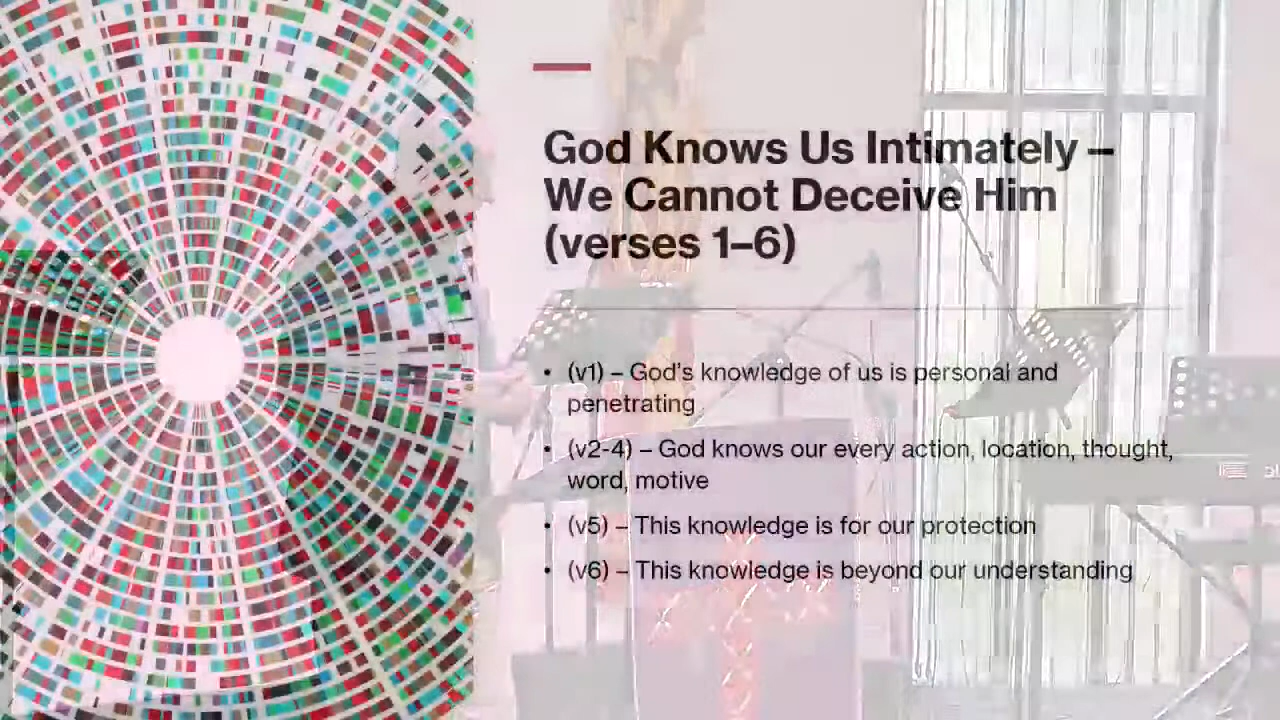 God Knows Us Intimately –
We Cannot Deceive Him
(verses 1–6)
• (v1) – God's knowledge of us is personal and
penetrating
• (v2-4) – God knows our every action, location, thought,
word, motive
• (v5) – This knowledge is for our protection
• (v6) – This knowledge is beyond our understanding